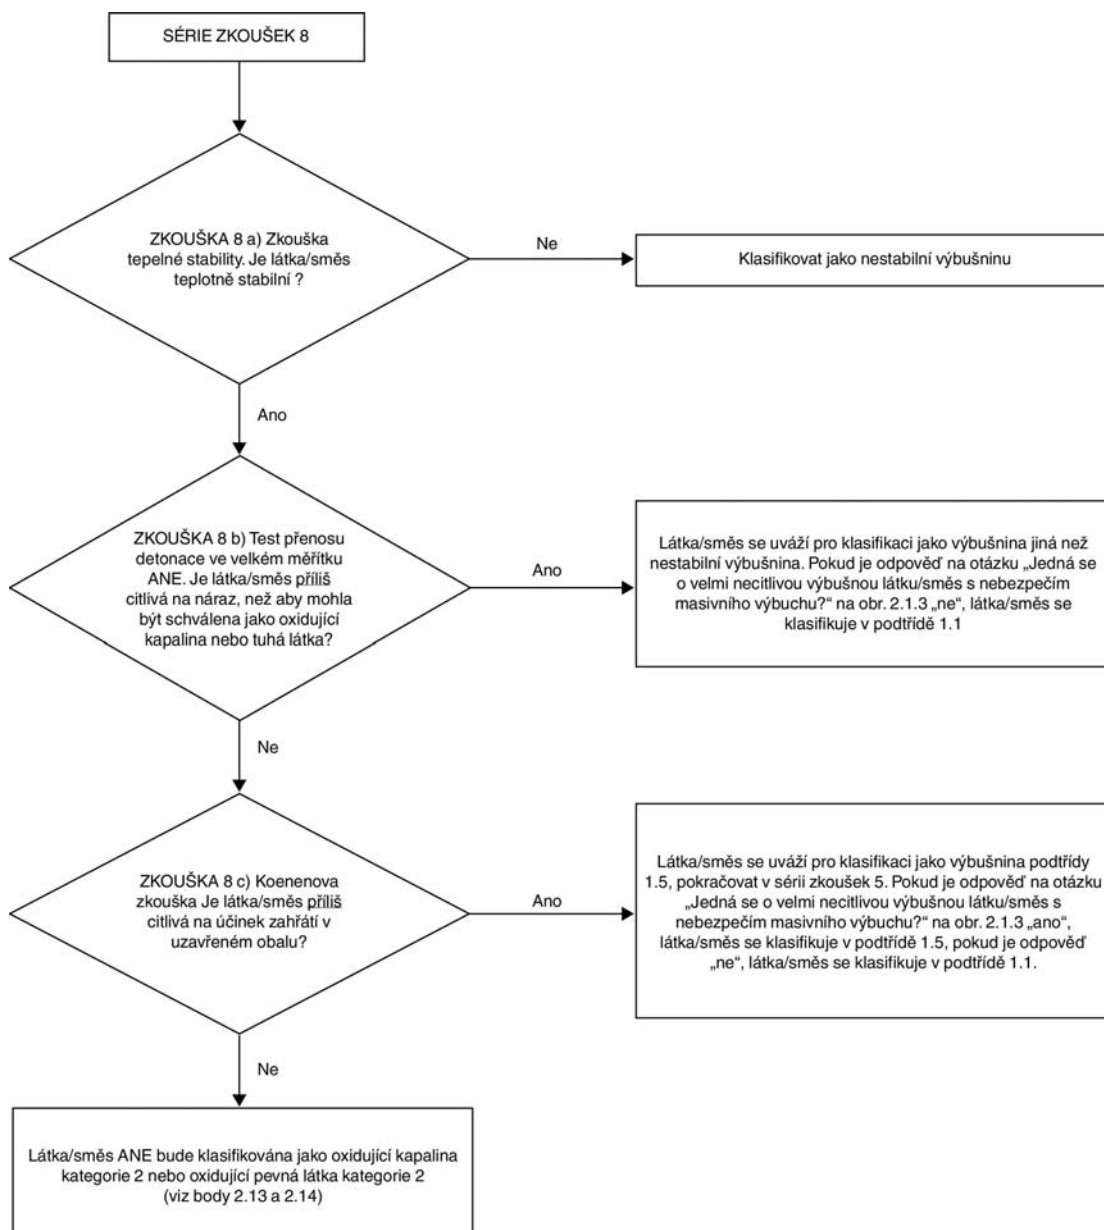 SÉRIE ZKOUŠEK 8
ZKOUŠKA 8 a) Zkouška
tepelné stability. Je látka/směs
teplotně stabilní ?
Ne
Klasifikovat jako nestabilní výbušninu
Ano
ZKOUŠKA 8 b) Test přenosu
detonace ve velkém měřítku
ANE. Je látka/směs příliš
citlivá na náraz, než aby mohla
být schválena jako oxidující
kapalina nebo tuhá látka?
Ano
Látka/směs se uváží pro klasifikaci jako výbušnina jiná než
nestabilní výbušnina. Pokud je odpověď na otázku „Jedná se
o velmi necitlivou výbušnou látku/směs s nebezpečím
masivního výbuchu?“ na obr. 2.1.3 „ne“, látka/směs se
klasifikuje v podtřídě 1.1
Ne
ZKOUŠKA 8 c) Koenenova
zkouška Je látka/směs příliš
citlivá na účinek zahřátí v
uzavřeném obalu?
Ano
Látka/směs se uváží pro klasifikaci jako výbušnina podtřídy
1.5, pokračovat v sérii zkoušek 5. Pokud je odpověď na otázku
„Jedná se o velmi necitlivou výbušnou látku/směs s
nebezpečím masivního výbuchu?“ na obr. 2.1.3 „ano“,
látka/směs se klasifikuje v podtřídě 1.5, pokud je odpověď
„ne“, látka/směs se klasifikuje v podtřídě 1.1.
Ne
Látka/směs ANE bude klasifikována jako oxidující kapalina
kategorie 2 nebo oxidující pevná látka kategorie 2
(viz body 2.13 a 2.14)